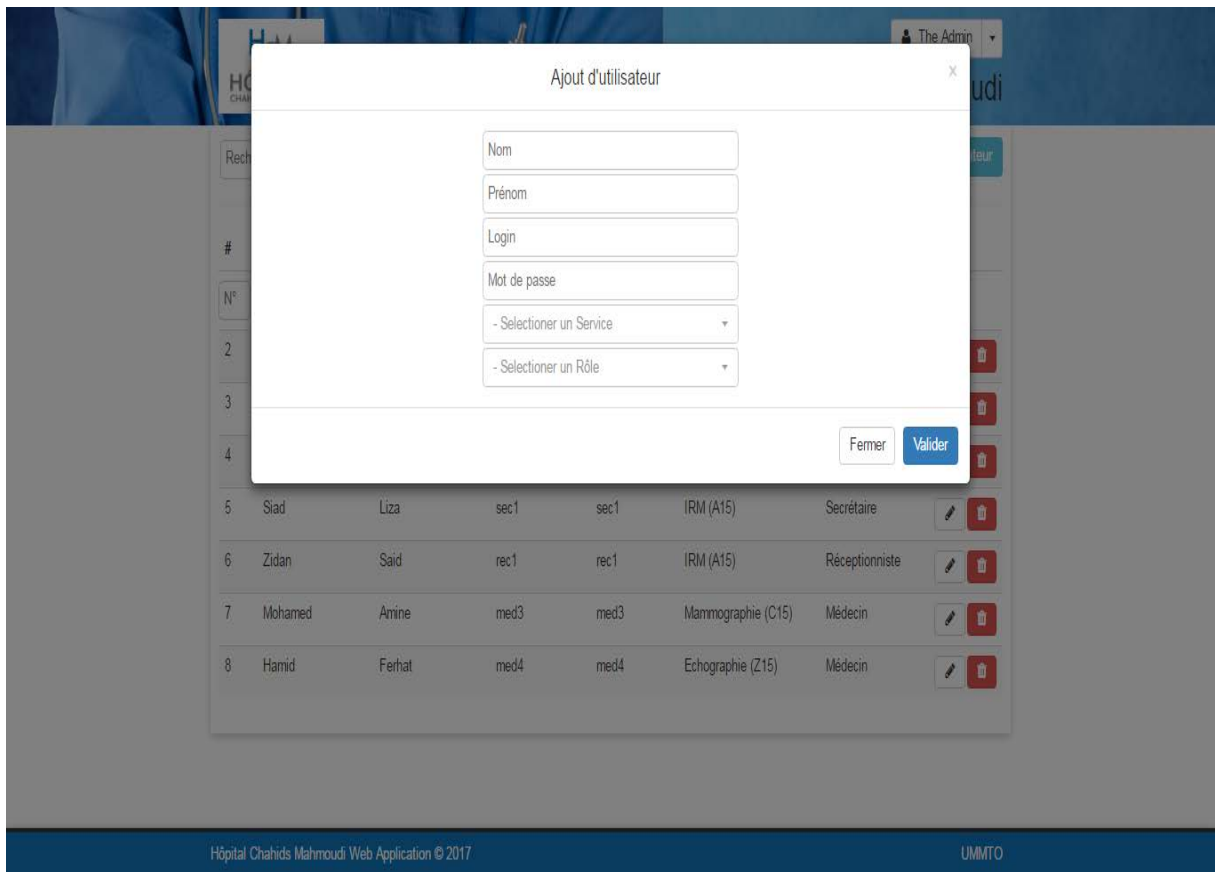 The Admin
udi
Ajout d'utilisateur
x
Nom
Prénom
Login
Mot de passe
- Selectioner un Service
- Selectioner un Rôle
Fermer
Valider
#
N°
2
3
4
5 Siad Liza sec1 sec1 IRM (A15) Secrétaire
6 Zidan Said rec1 rec1 IRM (A15) Réceptionniste
7 Mohamed Amine med3 med3 Mammographie (C15) Médecin
8 Hamid Ferhat med4 med4 Echographie (Z15) Médecin
Hôpital Chahids Mahmoudi Web Application © 2017 UMMTO